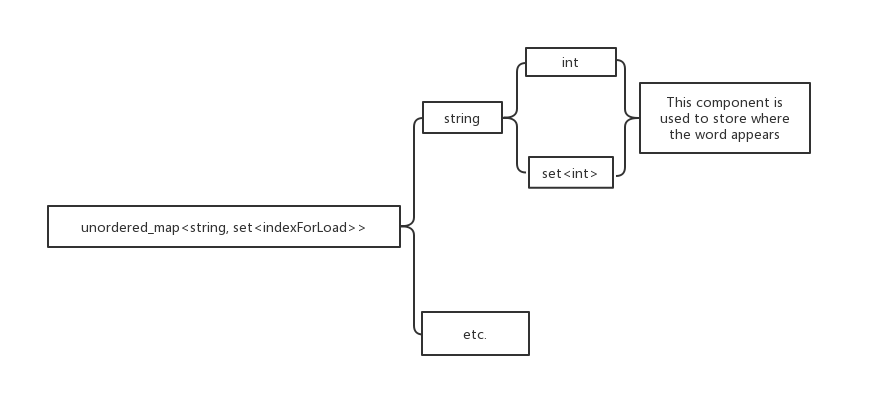 int
string
This component is
used to store where
the word appears
set<int>
unordered_map<string, set<indexForLoad>>
etc.